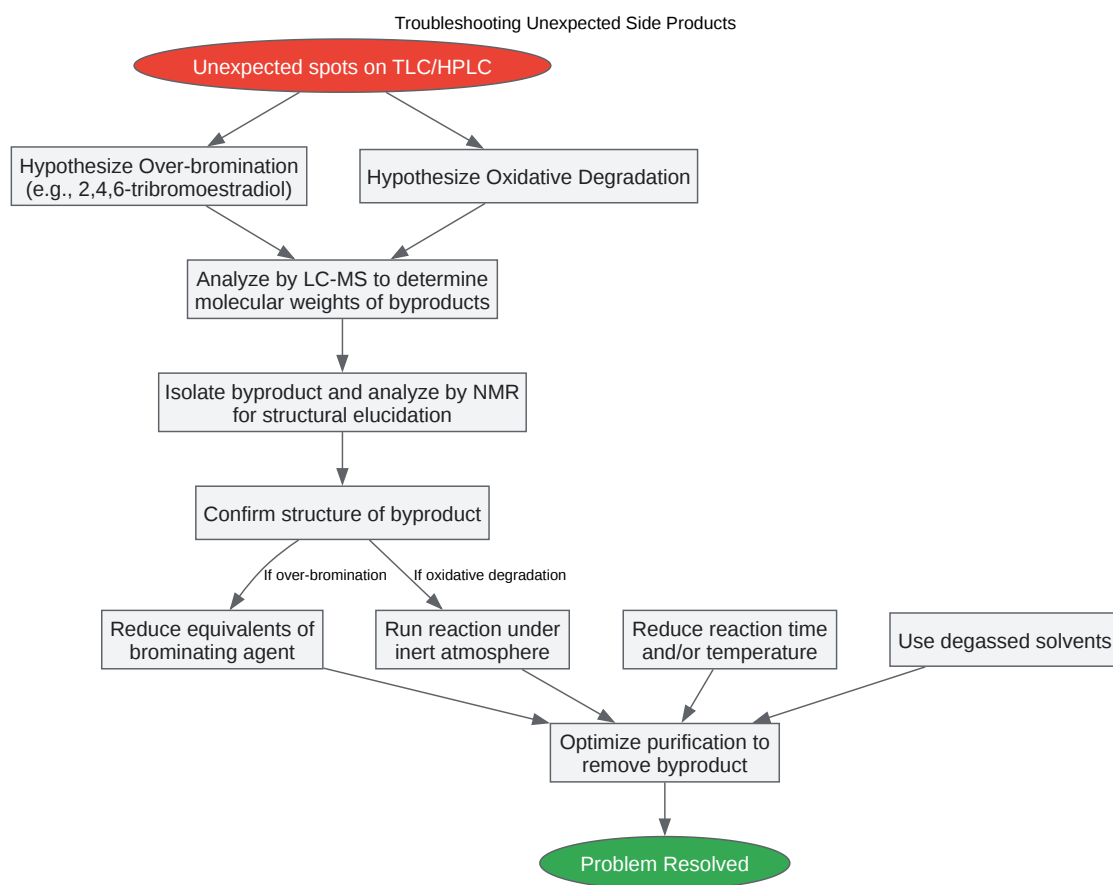 Troubleshooting Unexpected Side Products
Unexpected spots on TLC/HPLC
Hypothesize Over-bromination
(e.g., 2,4,6-tribromoestradiol)
Hypothesize Oxidative Degradation
Analyze by LC-MS to determine
molecular weights of byproducts
Isolate byproduct and analyze by NMR
for structural elucidation
Confirm structure of byproduct
If over-bromination
If oxidative degradation
Reduce equivalents of
brominating agent
Run reaction under
inert atmosphere
Reduce reaction time
and/or temperature
Use degassed solvents
Optimize purification to
remove byproduct
Problem Resolved